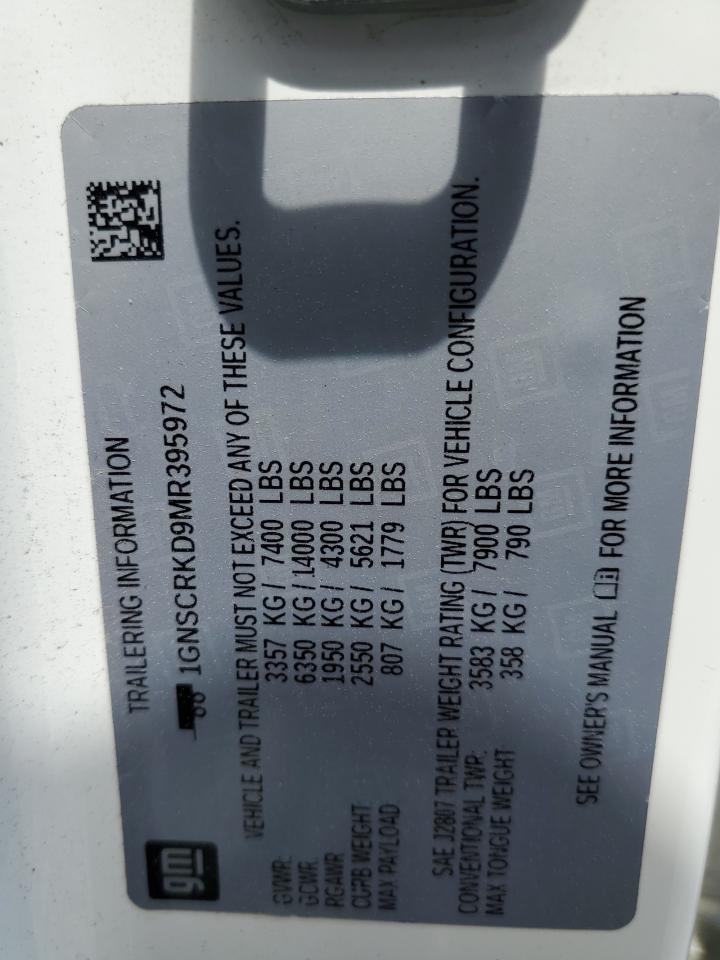 gm
TRAILERING INFORMATION
1GNSCRKD9MR395972
VEHICLE AND TRAILER MUST NOT EXCEED ANY OF THESE VALUES.
GVWR: 3357 KG / 7400 LBS
GCWR: 6350 KG / 14000 LBS
RGAWR 1950 KG / 4300 LBS
CURB WEIGHT: 2550 KG / 5621 LBS
MAX PAYLOAD 807 KG / 1779 LBS
SAE J2807 TRAILER WEIGHT RATING (TWR) FOR VEHICLE CONFIGURATION.
CONVENTIONAL TWR: 3583 KG / 7900 LBS
MAX TONGUE WEIGHT 358 KG / 790 LBS
SEE OWNER'S MANUAL FOR MORE INFORMATION